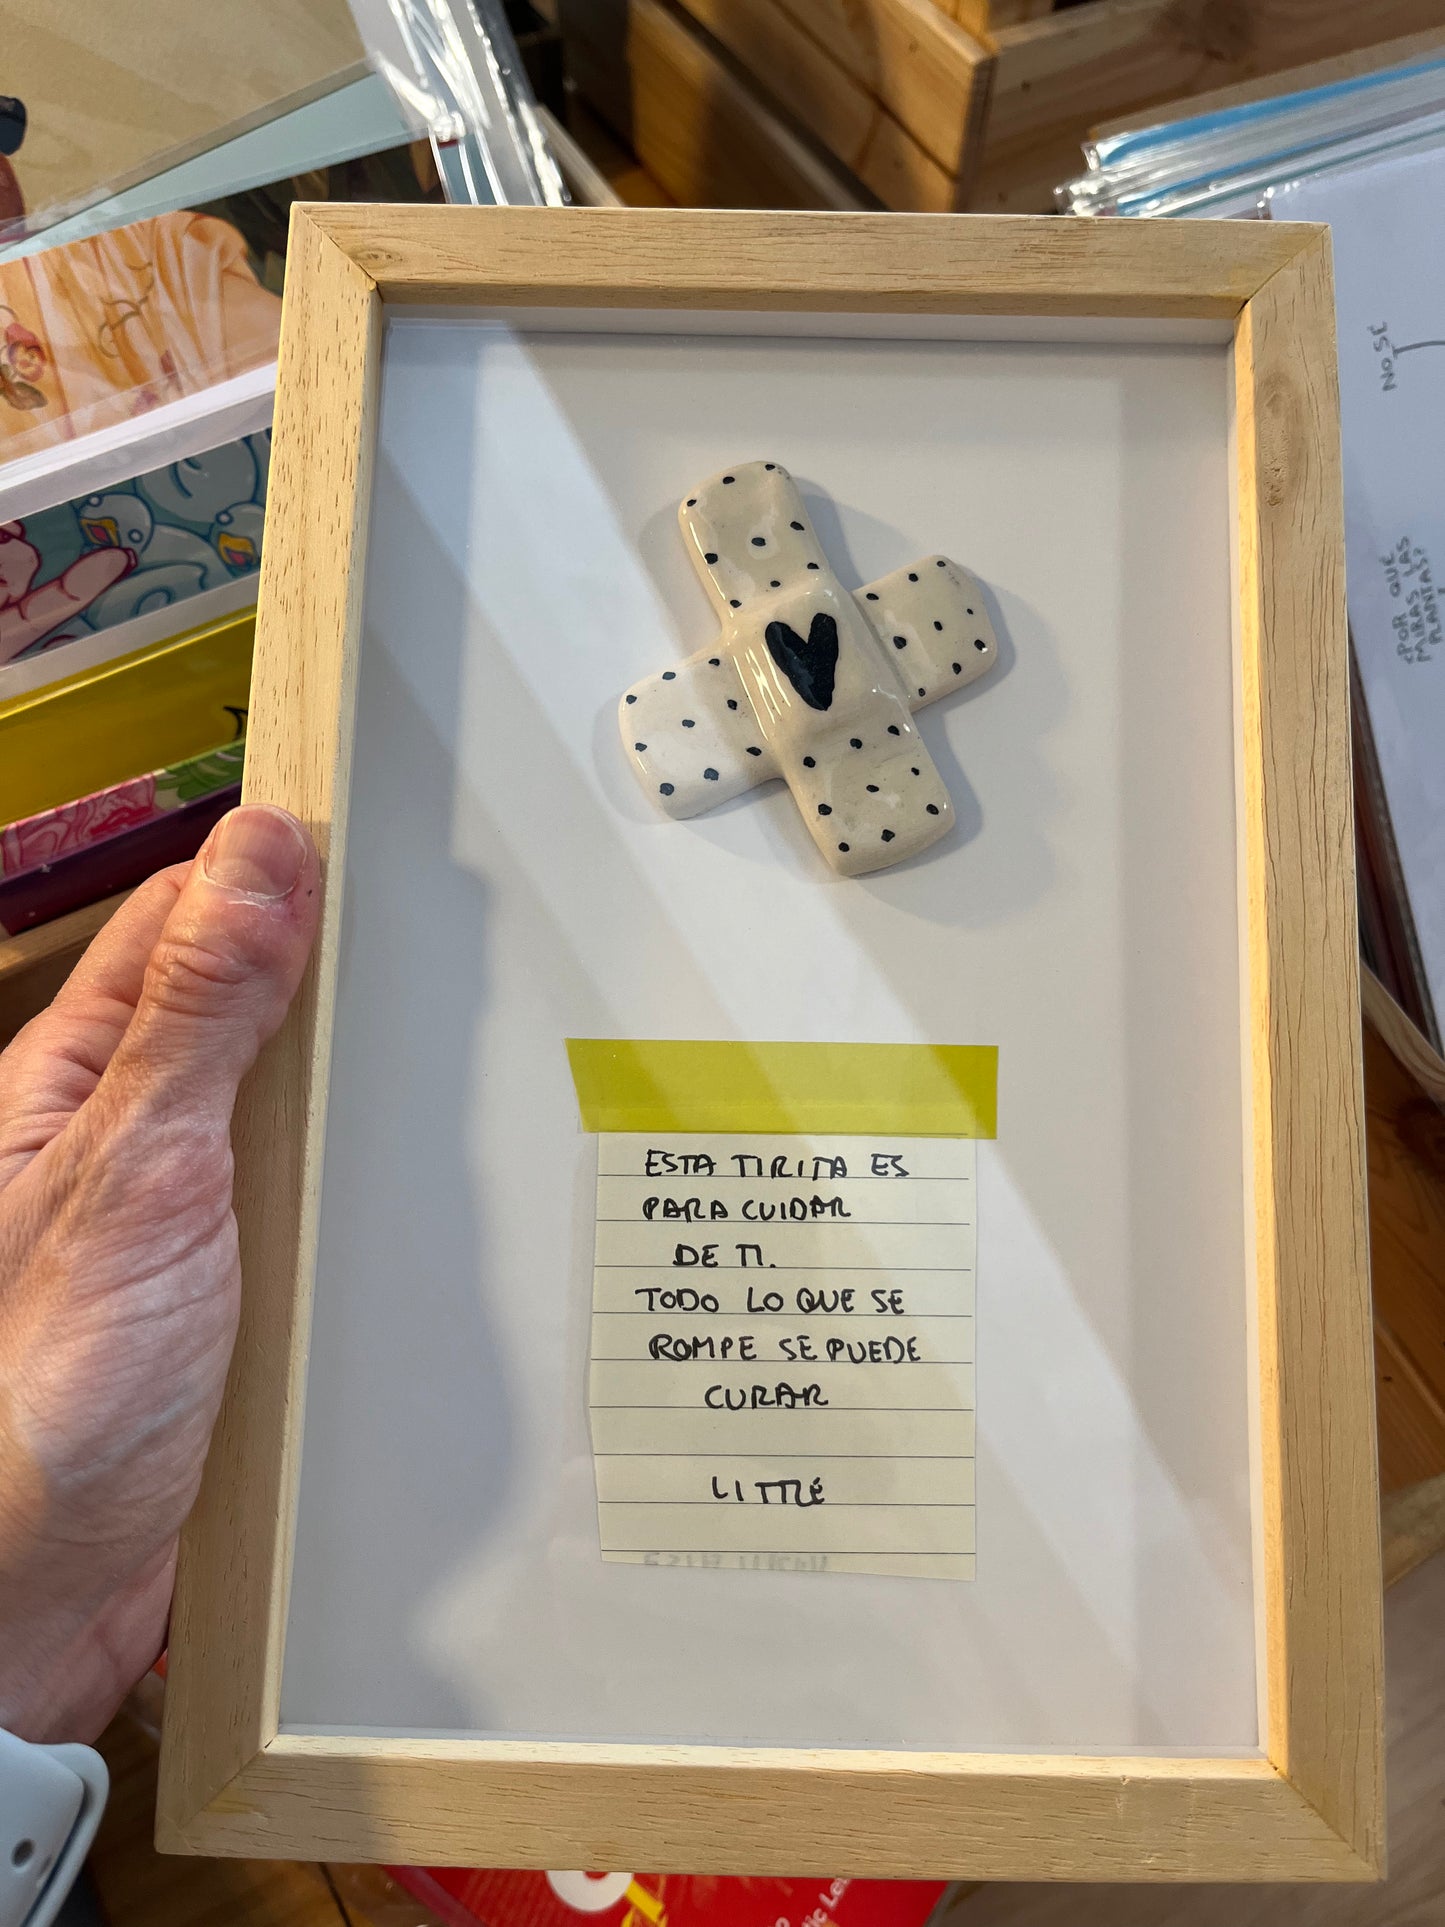 ESTA TIRITA ES
PARA CUIDAR
DE TI.
TODO LO QUE SE
ROMPE SE PUEDE
CURAR
LITTLE
NO SE
¿POR QUÉ
MIRAS LAS
PLANTAS?